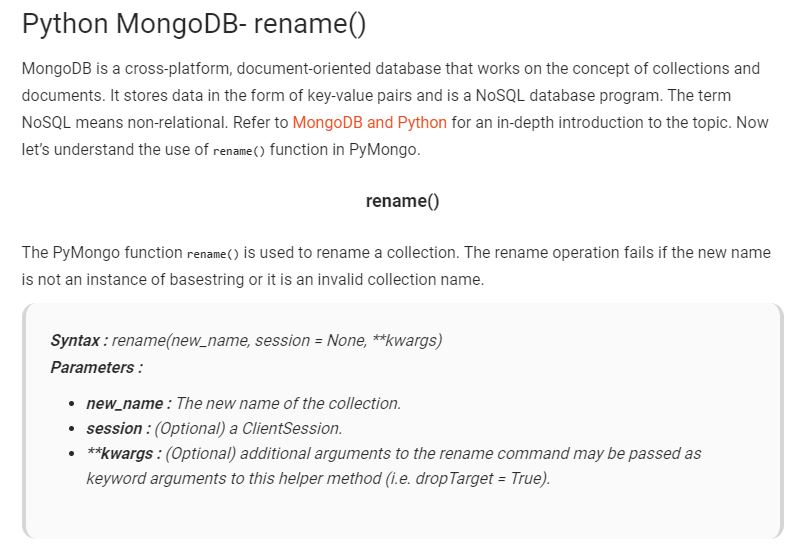 Python MongoDB- rename()
MongoDB is a cross-platform, document-oriented database that works on the concept of collections and
documents. It stores data in the form of key-value pairs and is a NoSQL database program. The term
NoSQL means non-relational. Refer to MongoDB and Python for an in-depth introduction to the topic. Now
let's understand the use of rename() function in PyMongo.
rename()
The PyMongo function rename() is used to rename a collection. The rename operation fails if the new name
is not an instance of basestring or it is an invalid collection name.
Syntax : rename(new_name, session = None, **kwargs)
Parameters :
• new_name : The new name of the collection.
• session : (Optional) a ClientSession.
• **kwargs : (Optional) additional arguments to the rename command may be passed as
keyword arguments to this helper method (i.e. dropTarget = True).